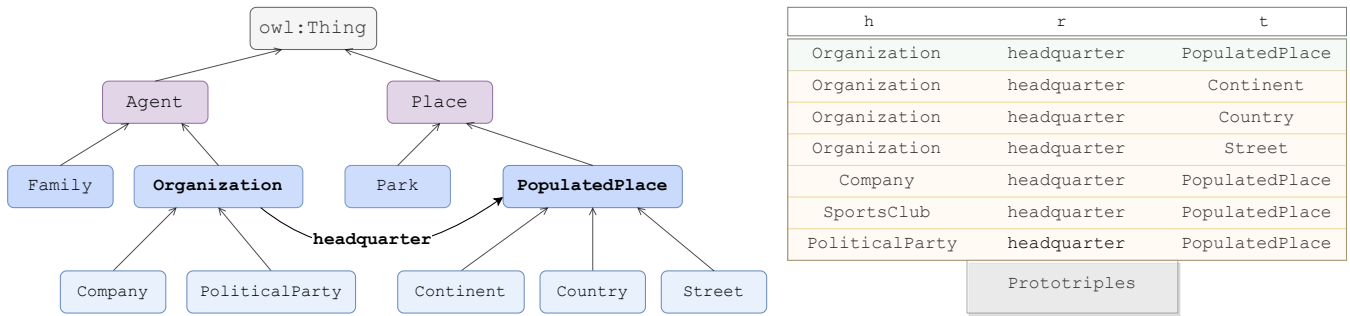 owl:Thing
Agent
Place
Family
Organization
Park
PopulatedPlace
headquarter
Company
PoliticalParty
Continent
Country
Street
h r t
Organization headquarter PopulatedPlace
Organization headquarter Continent
Organization headquarter Country
Organization headquarter Street
Company headquarter PopulatedPlace
SportsClub headquarter PopulatedPlace
PoliticalParty headquarter PopulatedPlace
Prototriples